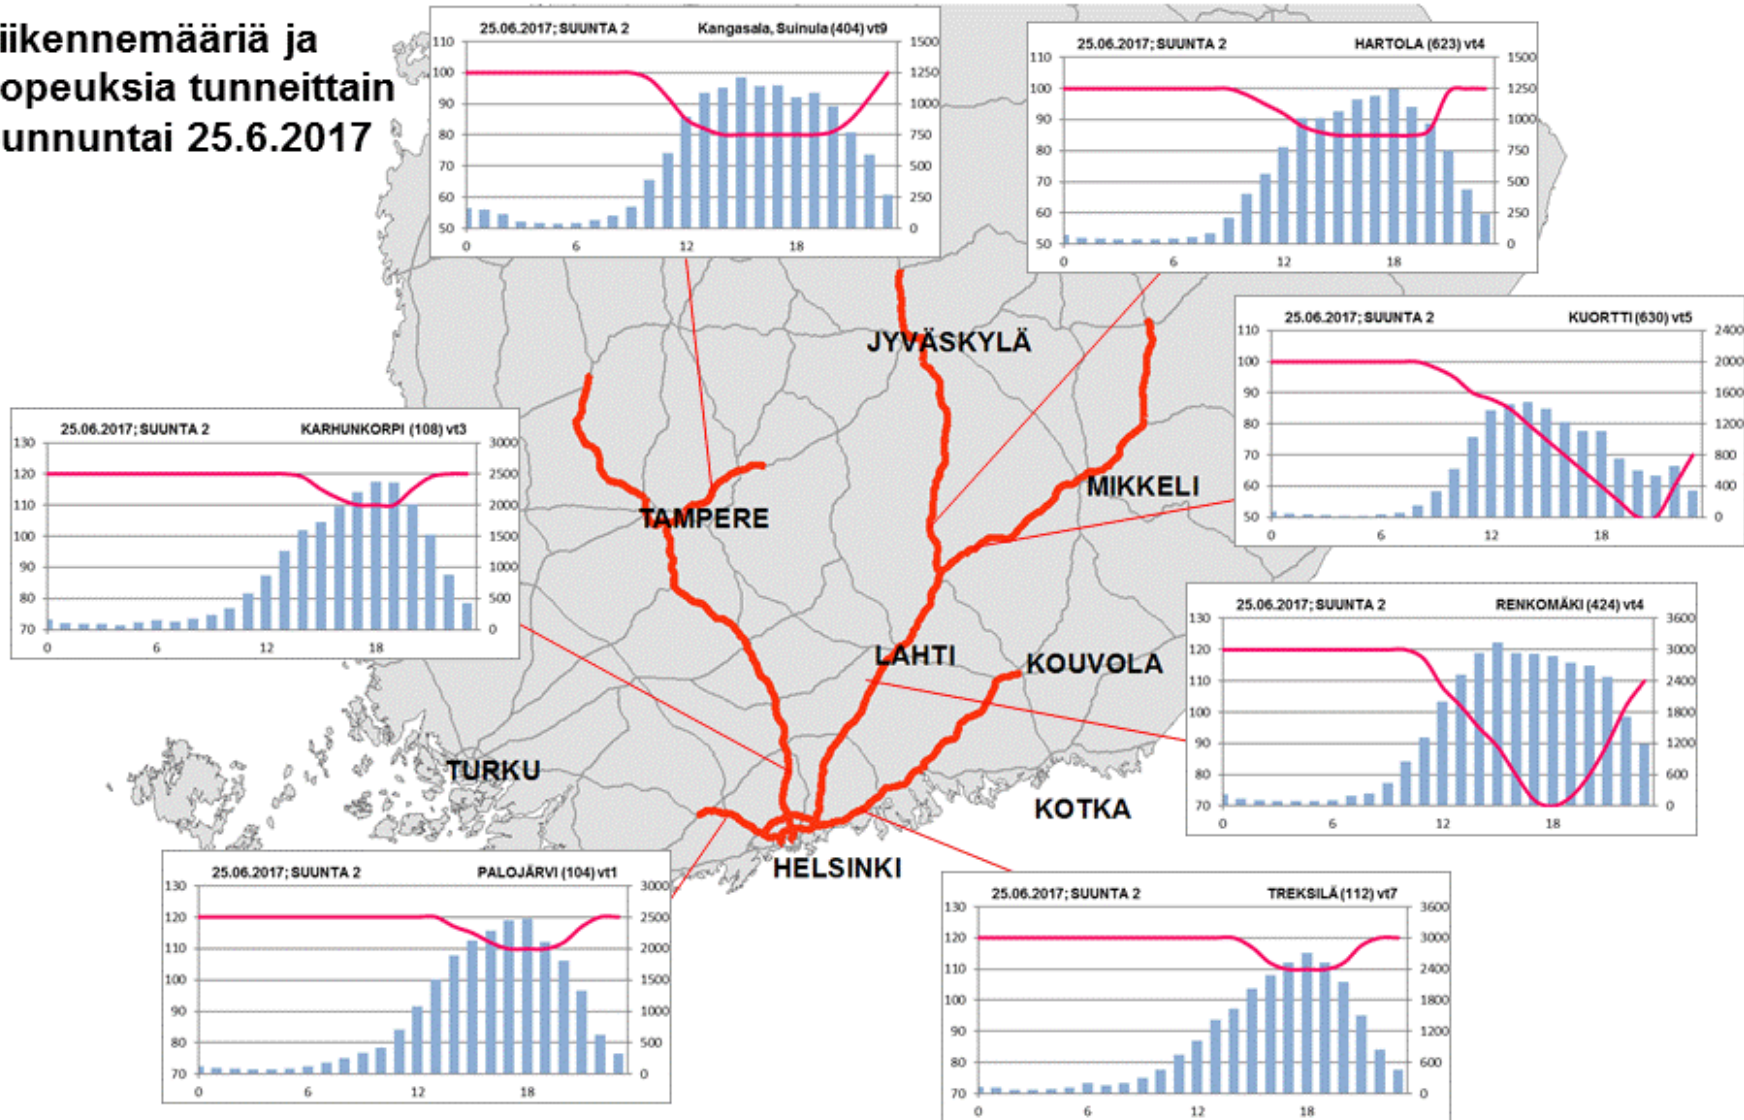 iikennemääriä ja
opeuksia tunneittain
unnuntai 25.6.2017
25.06.2017; SUUNTA 2 Kangasala, Suinula (404) vt9
110 100 90 80 70 60 50
1500 1250 1000 750 500 250 0
0 6 12 18
25.06.2017; SUUNTA 2 HARTOLA (623) vt4
110 100 90 80 70 60 50
1500 1250 1000 750 500 250 0
0 6 12 18
25.06.2017; SUUNTA 2 KUORTTI (630) vt5
110 100 90 80 70 60 50
2400 2000 1600 1200 800 400 0
0 6 12 18
JYVÄSKYLÄ
25.06.2017; SUUNTA 2 KARHUNKORPI (108) vt3
130 120 110 100 90 80 70
3000 2500 2000 1500 1000 500 0
0 6 12 18
MIKKELI
TAMPERE
25.06.2017; SUUNTA 2 RENKOMÄKI (424) vt4
130 120 110 100 90 80 70
3600 3000 2400 1800 1200 600 0
0 6 12 18
LAHTI
KOUVOLA
TURKU
KOTKA
HELSINKI
25.06.2017; SUUNTA 2 PALOJÄRVI (104) vt1
130 120 110 100 90 80 70
3000 2500 2000 1500 1000 500 0
0 6 12 18
25.06.2017; SUUNTA 2 TREKSILÄ (112) vt7
130 120 110 100 90 80 70
3600 3000 2400 1800 1200 600 0
0 6 12 18